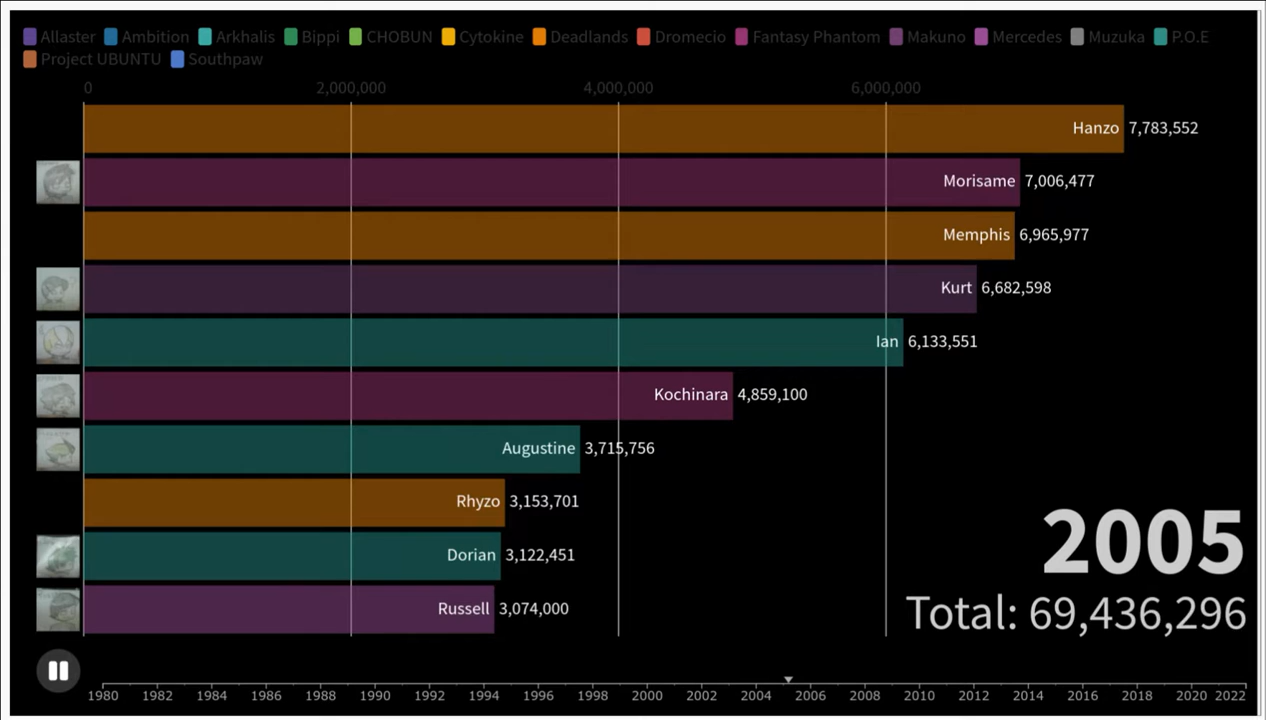 Allaster Ambition Arkhalis Bippi CHOBUN Cytokine Deadlands Dromecio Fantasy Phantom Makuno Mercedes Muzuka P.O.E
Project UBUNTU Southpaw
0 2,000,000 4,000,000 6,000,000
Hanzo 7,783,552
Morisame 7,006,477
Memphis 6,965,977
Kurt 6,682,598
Ian 6,133,551
Kochinara 4,859,100
Augustine 3,715,756
Rhyzo 3,153,701
Dorian 3,122,451
Russell 3,074,000
2005
Total: 69,436,296
1980 1982 1984 1986 1988 1990 1992 1994 1996 1998 2000 2002 2004 2006 2008 2010 2012 2014 2016 2018 2020 2022